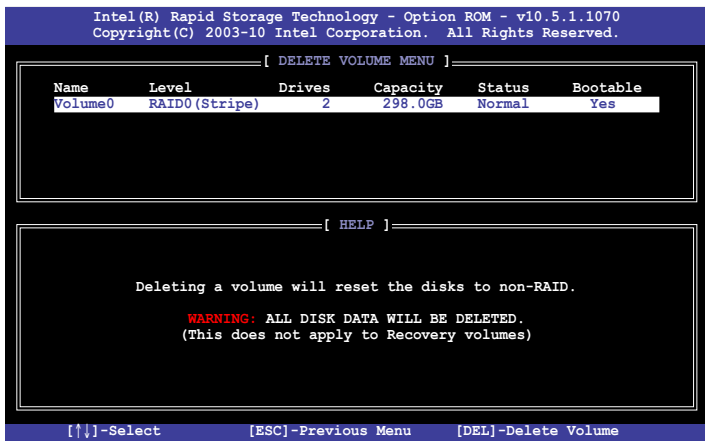 Intel(R) Rapid Storage Technology - Option ROM - v10.5.1.1070
Copyright(C) 2003-10 Intel Corporation. All Rights Reserved.
[ DELETE VOLUME MENU ]
Name Level Drives Capacity Status Bootable
Volume0 RAID0(Stripe) 2 298.0GB Normal Yes
[ HELP ]
Deleting a volume will reset the disks to non-RAID.
WARNING: ALL DISK DATA WILL BE DELETED.
(This does not apply to Recovery volumes)
[↑↓]-Select [ESC]-Previous Menu [DEL]-Delete Volume